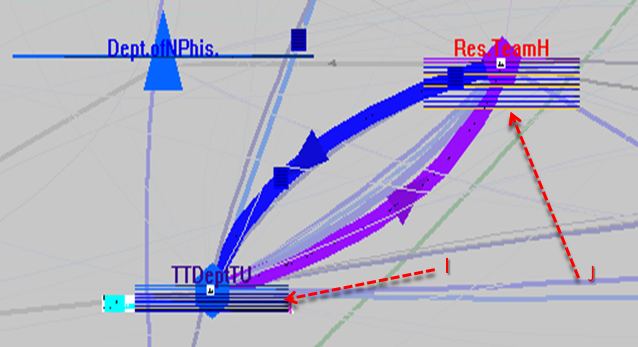 Dept.ofNPhis.
Res.TeamH
TTDeptTU
I
J